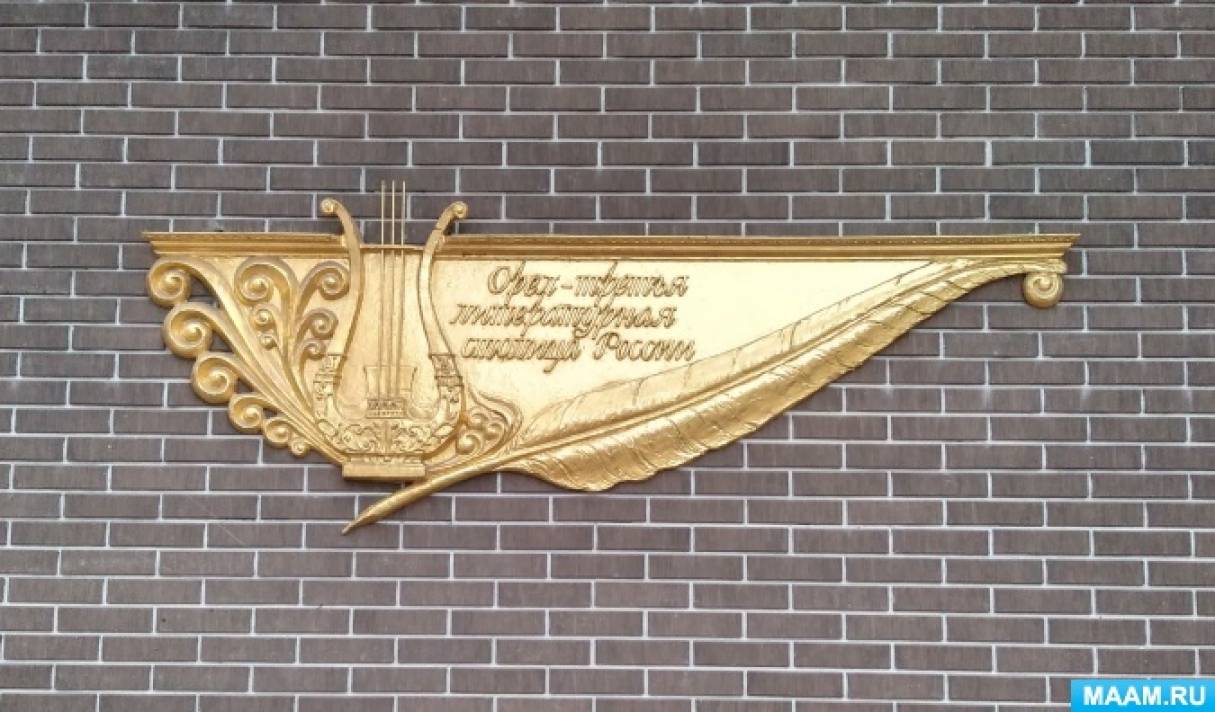 Орел-третья
литературная
столица России
MAAM.RU